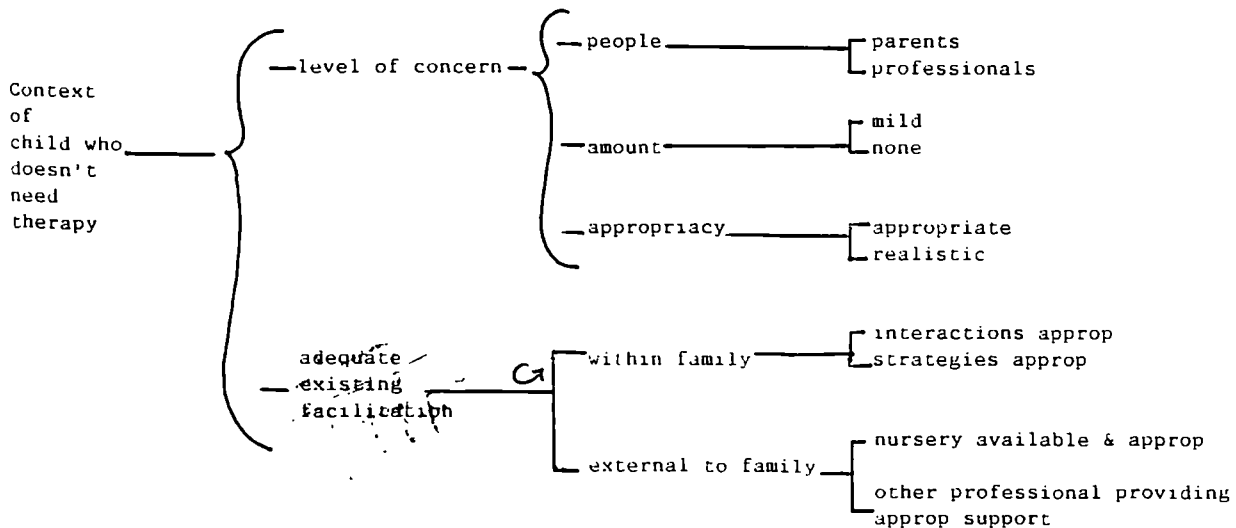 Context
of
child who
doesn't
need
therapy
level of concern
people
parents
professionals
amount
mild
none
appropriacy
appropriate
realistic
adequate
existing
facilitation
G
within family
interactions approp
strategies approp
external to family
nursery available & approp
other professional providing
approp support